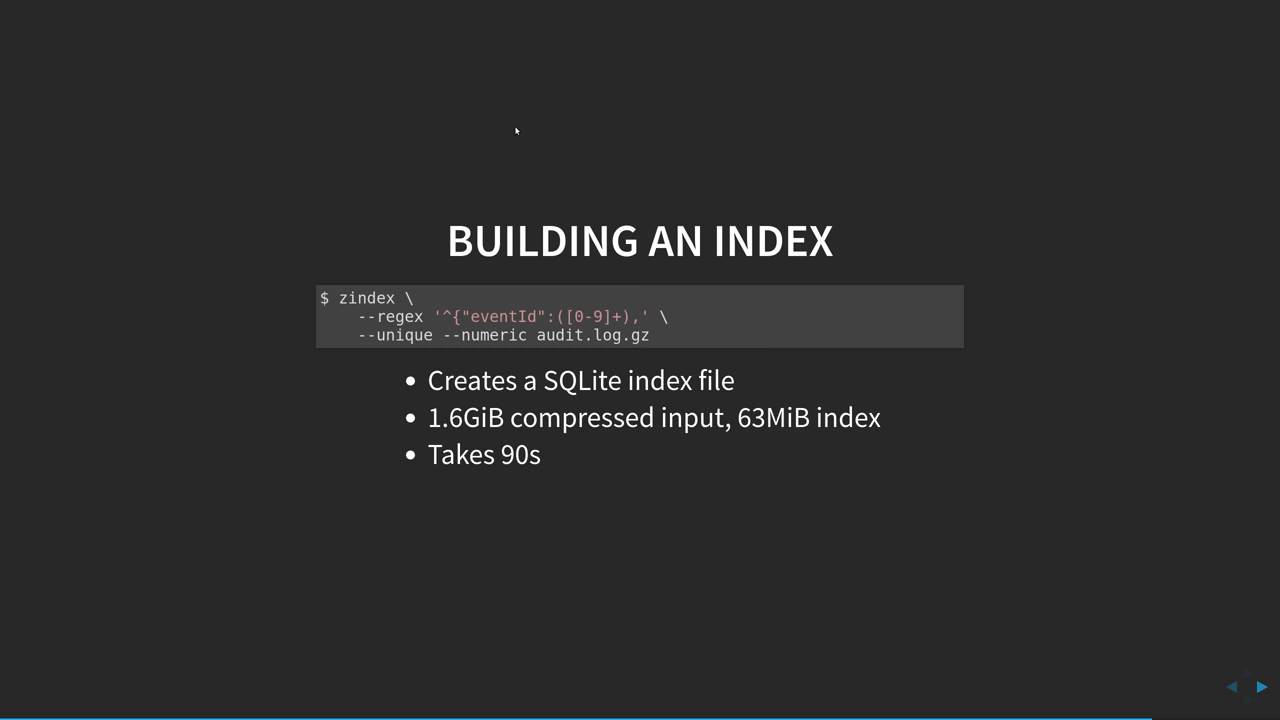 BUILDING AN INDEX
$ zindex \
--regex '^{"eventId":([0-9]+),' \
--unique --numeric audit.log.gz
• Creates a SQLite index file
• 1.6GiB compressed input, 63MiB index
• Takes 90s